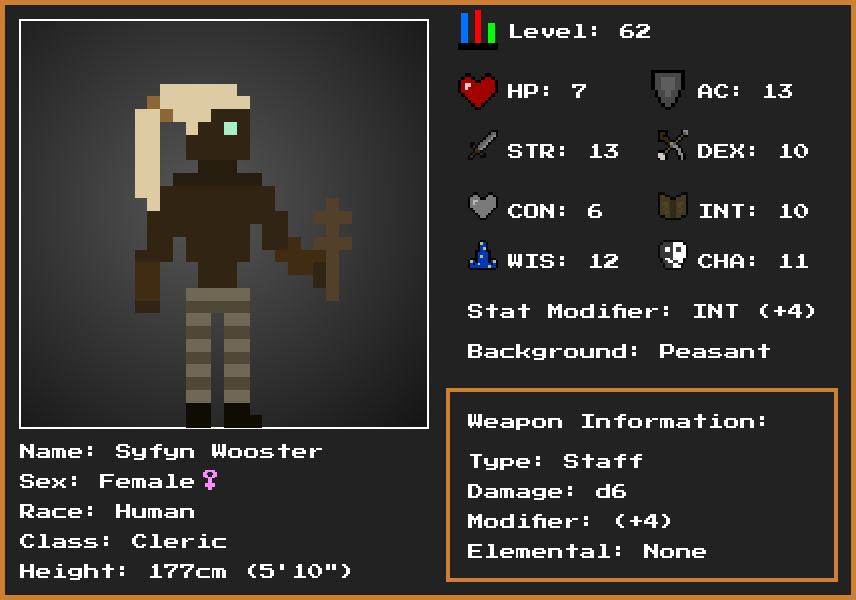 Level: 62
HP: 7
AC: 13
STR: 13
DEX: 10
CON: 6
INT: 10
WIS: 12
CHA: 11
Stat Modifier: INT (+4)
Background: Peasant
Weapon Information:
Type: Staff
Damage: d6
Modifier: (+4)
Elemental: None
Name: Syfyn Wooster
Sex: Female♀
Race: Human
Class: Cleric
Height: 177cm (5'10")